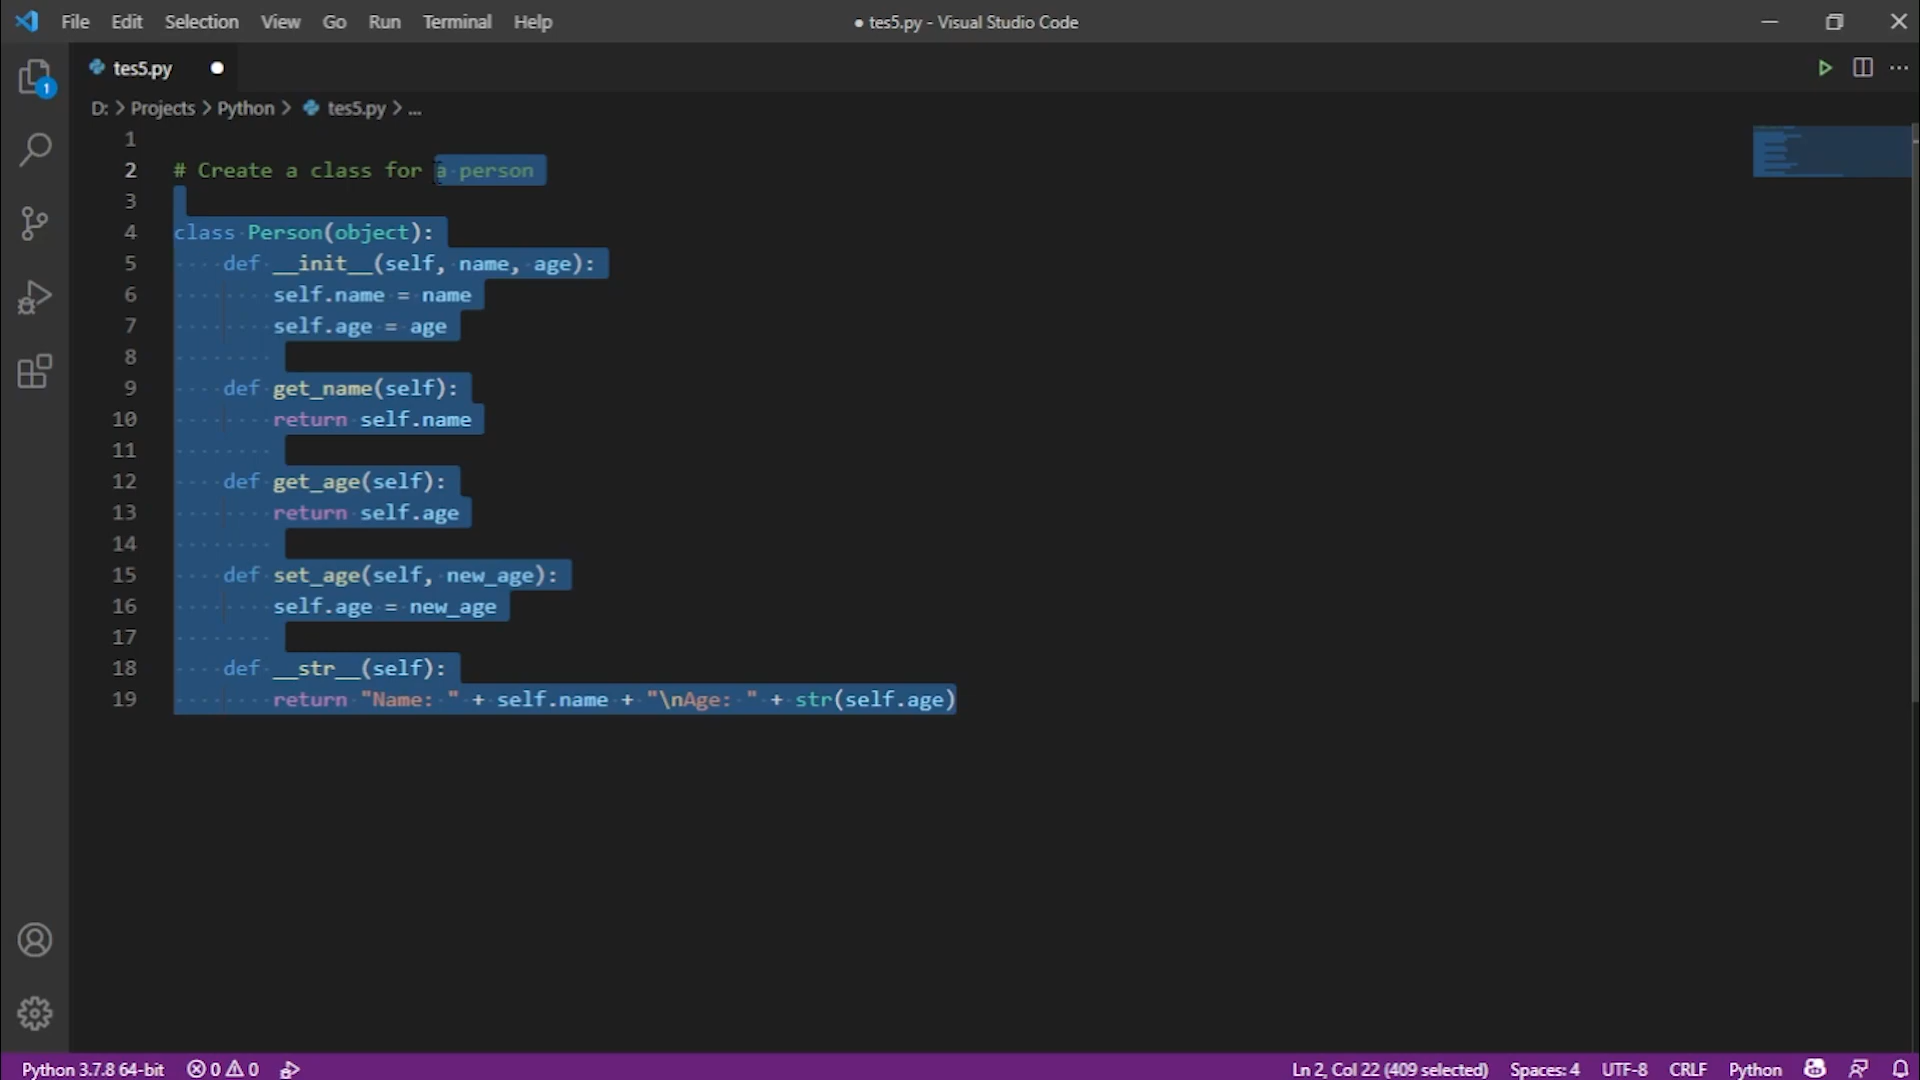 File Edit Selection View Go Run Terminal Help
● tes5.py - Visual Studio Code
1
tes5.py ●
D: > Projects > Python > tes5.py > ...
1
2 # Create a class for a person
3
4 class Person(object):
5 def __init__(self, name, age):
6 self.name = name
7 self.age = age
8
9 def get_name(self):
10 return self.name
11
12 def get_age(self):
13 return self.age
14
15 def set_age(self, new_age):
16 self.age = new_age
17
18 def __str__(self):
19 return "Name: " + self.name + "\nAge: " + str(self.age)
Python 3.7.8 64-bit 0 0 Ln 2, Col 22 (409 selected) Spaces: 4 UTF-8 CRLF Python